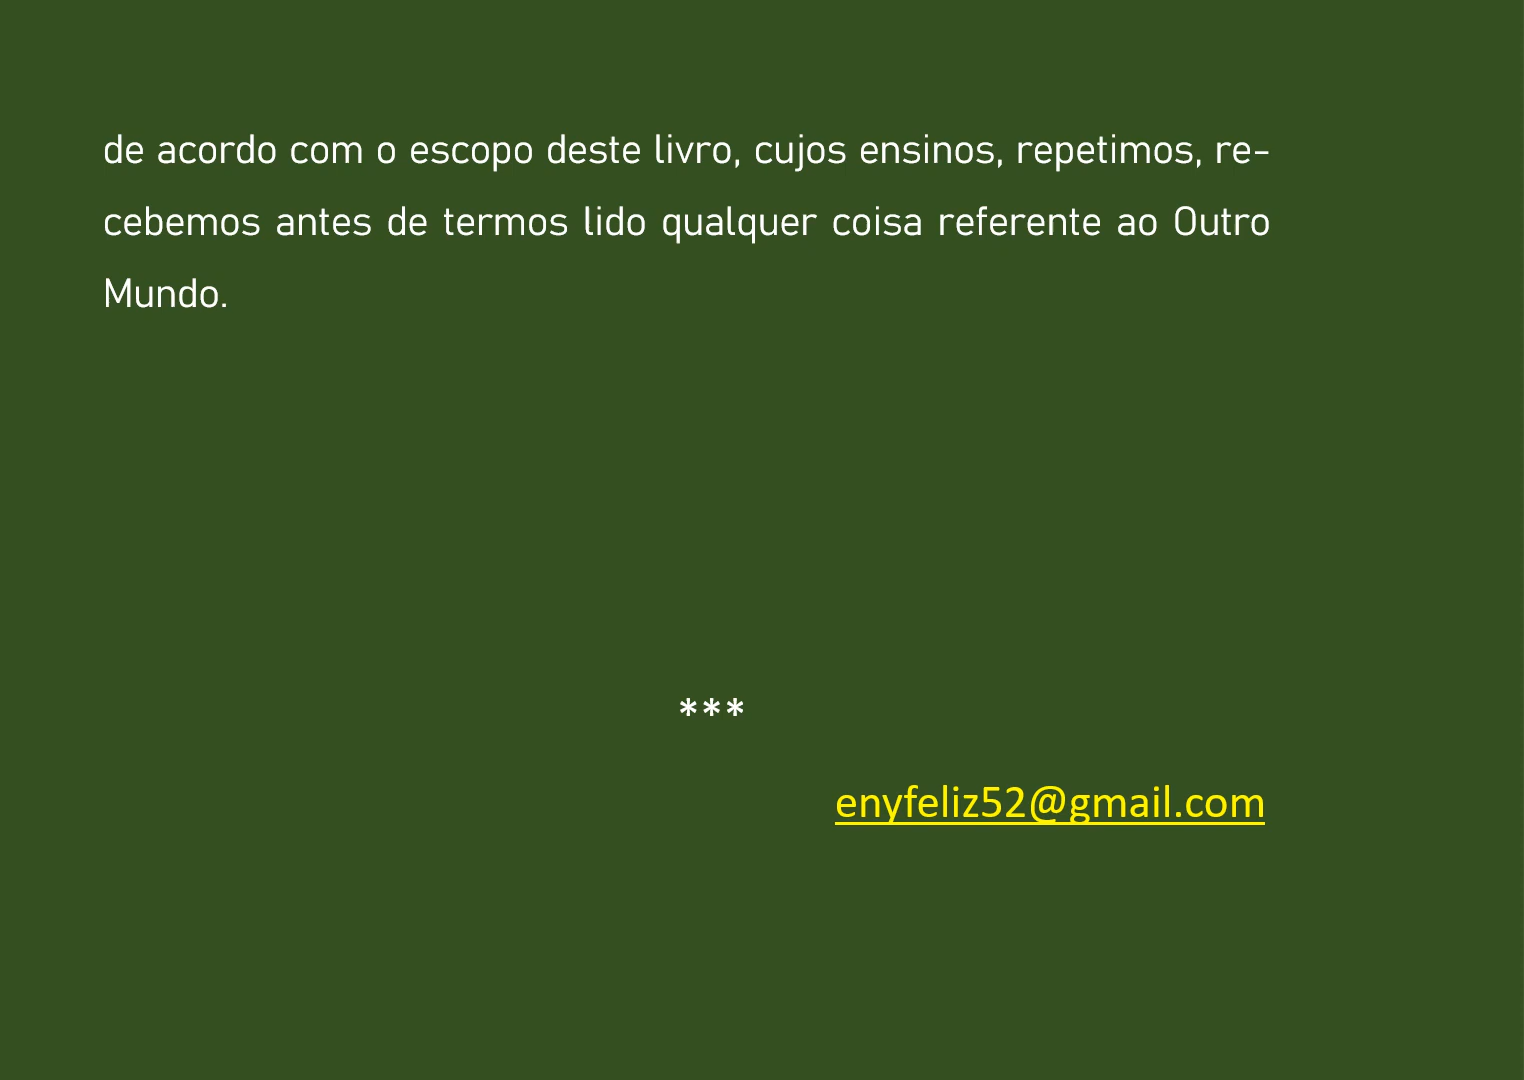 de acordo com o escopo deste livro, cujos ensinos, repetimos, re-
cebemos antes de termos lido qualquer coisa referente ao Outro
Mundo.
***
enyfeliz52@gmail.com